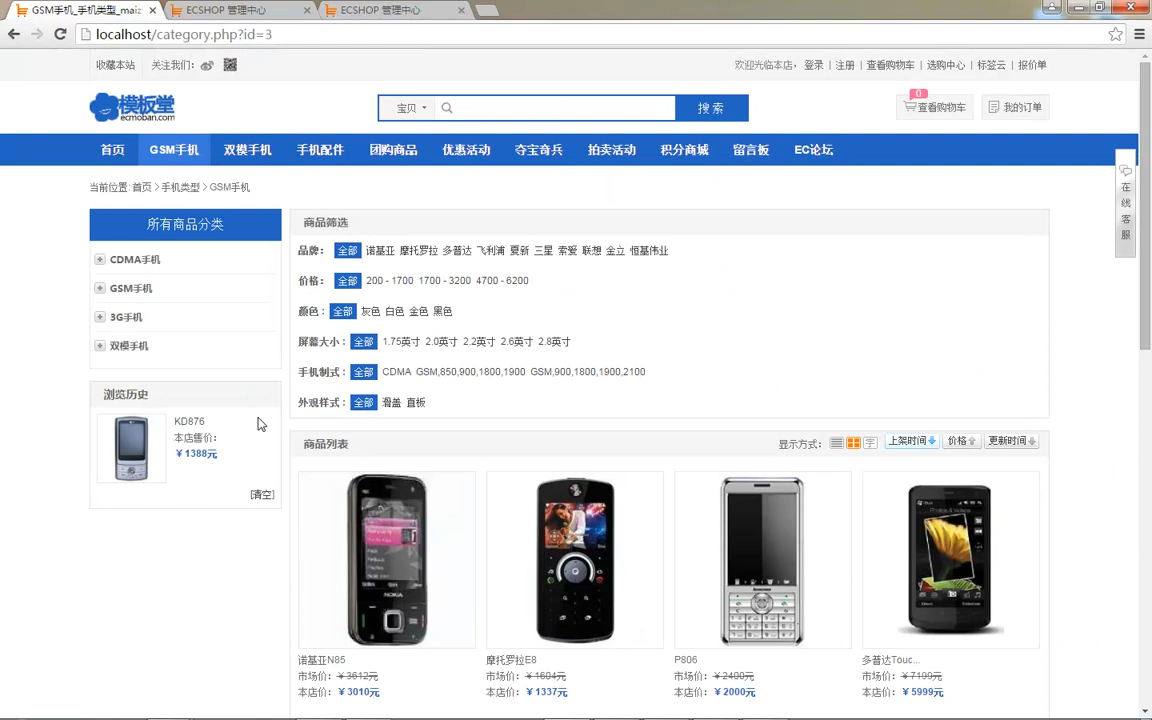 GSM手机_手机类型_mai
ECSHOP 管理中心
ECSHOP 管理中心
localhost/category.php?id=3
收藏本站 关注我们:
欢迎光临本店, 登录 | 注册 | 查看购物车 | 选购中心 | 标签云 | 报价单
模板堂
ecmoban.com
宝贝
搜 索
0
查看购物车
我的订单
首页 GSM手机 双模手机 手机配件 团购商品 优惠活动 夺宝奇兵 拍卖活动 积分商城 留言板 EC论坛
当前位置: 首页 > 手机类型 > GSM手机
在线客服
所有商品分类
CDMA手机
GSM手机
3G手机
双模手机
浏览历史
KD876
本店售价:
￥1388元
[清空]
商品筛选
品牌: 全部 诺基亚 摩托罗拉 多普达 飞利浦 夏新 三星 索爱 联想 金立 恒基伟业
价格: 全部 200 - 1700 1700 - 3200 4700 - 6200
颜色 : 全部 灰色 白色 金色 黑色
屏幕大小 : 全部 1.75英寸 2.0英寸 2.2英寸 2.6英寸 2.8英寸
手机制式 : 全部 CDMA GSM,850,900,1800,1900 GSM,900,1800,1900,2100
外观样式 : 全部 滑盖 直板
商品列表
显示方式: 字 上架时间 价格 更新时间
NOKIA
诺基亚N85
市场价: ￥3612元
本店价: ￥3010元
摩托罗拉E8
市场价: ￥1604元
本店价: ￥1337元
P806
市场价: ￥2400元
本店价: ￥2000元
多普达Touc...
市场价: ￥7199元
本店价: ￥5999元